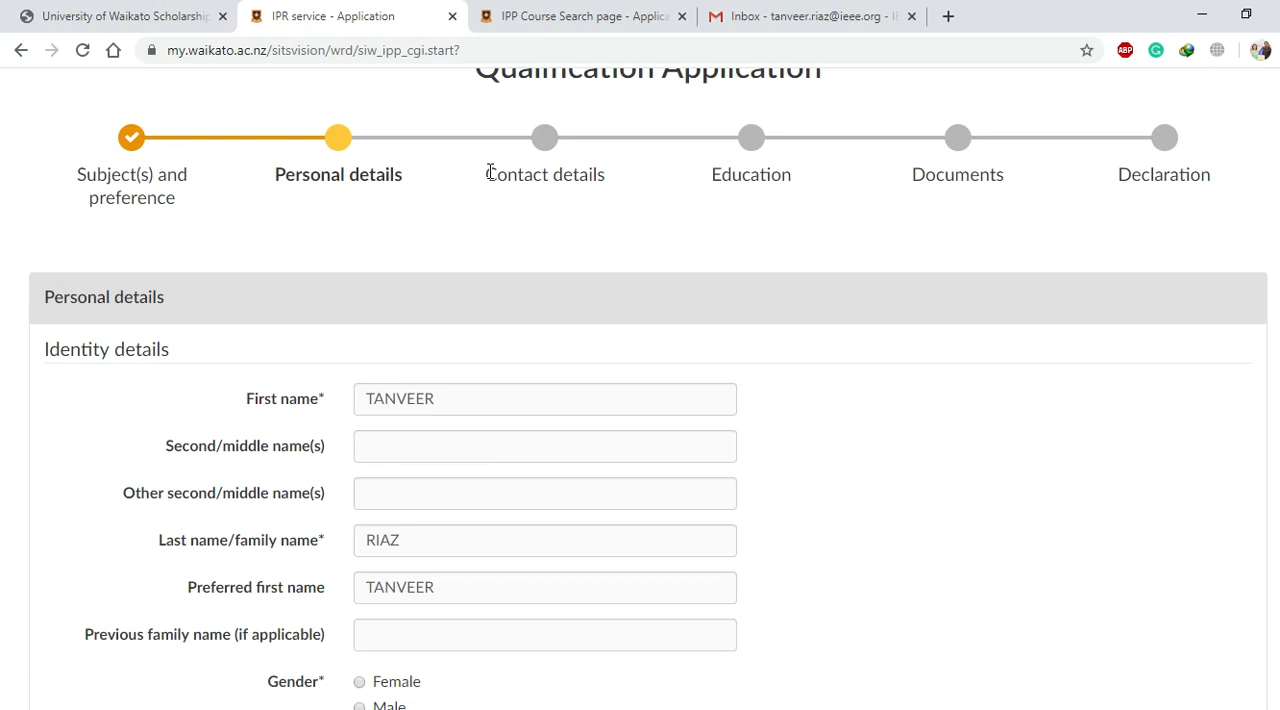 University of Waikato Scholarship
IPR service - Application
IPP Course Search page - Applica
Inbox - tanveer.riaz@ieee.org - I
my.waikato.ac.nz/sitsvision/wrd/siw_ipp_cgi.start?
ABP
Qualification Application
Subject(s) and
preference
Personal details
Contact details
Education
Documents
Declaration
Personal details
Identity details
First name* TANVEER
Second/middle name(s)
Other second/middle name(s)
Last name/family name* RIAZ
Preferred first name TANVEER
Previous family name (if applicable)
Gender* Female
Male